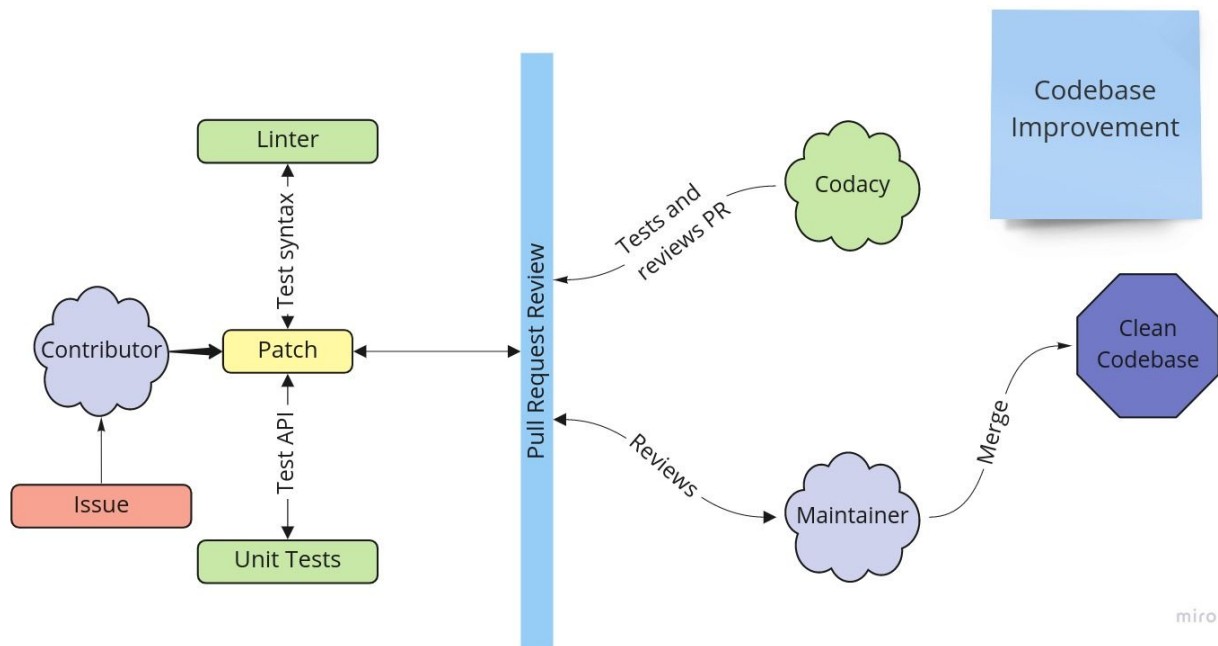 Codebase
Improvement
Linter
Codacy
Test syntax
Tests and
reviews PR
Contributor
Patch
Pull Request Review
Clean
Codebase
Test API
Reviews
Merge
Issue
Maintainer
Unit Tests
miro